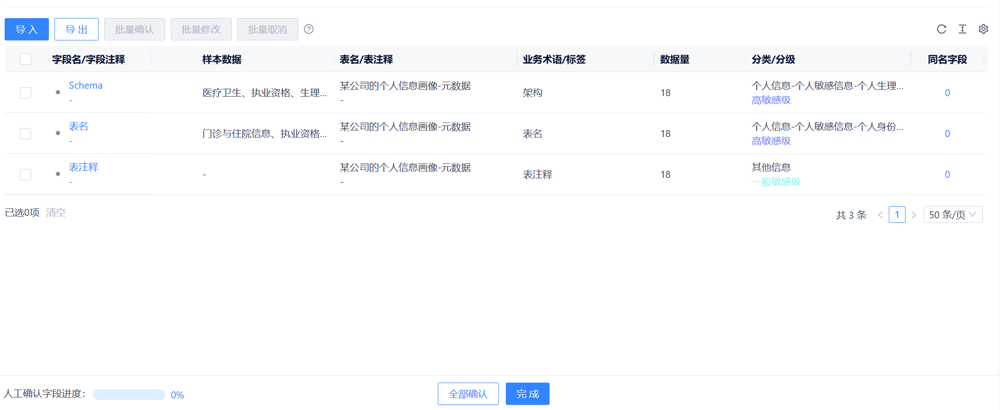 导入 导出 批量确认 批量修改 批量取消
字段名/字段注释 样本数据 表名/表注释 业务术语/标签 数据量 分类/分级 同名字段
Schema
-
医疗卫生、执业资格、生理...
某公司的个人信息画像-元数据
-
架构
18
个人信息-个人敏感信息-个人生理...
高敏感级
0
表名
-
门诊与住院信息、执业资格...
某公司的个人信息画像-元数据
-
表名
18
个人信息-个人敏感信息-个人身份...
高敏感级
0
表注释
-
-
某公司的个人信息画像-元数据
-
表注释
18
其他信息
一般敏感级
0
已选0项 清空
共 3 条 < 1 > 50 条/页
人工确认字段进度： 0%
全部确认 完成